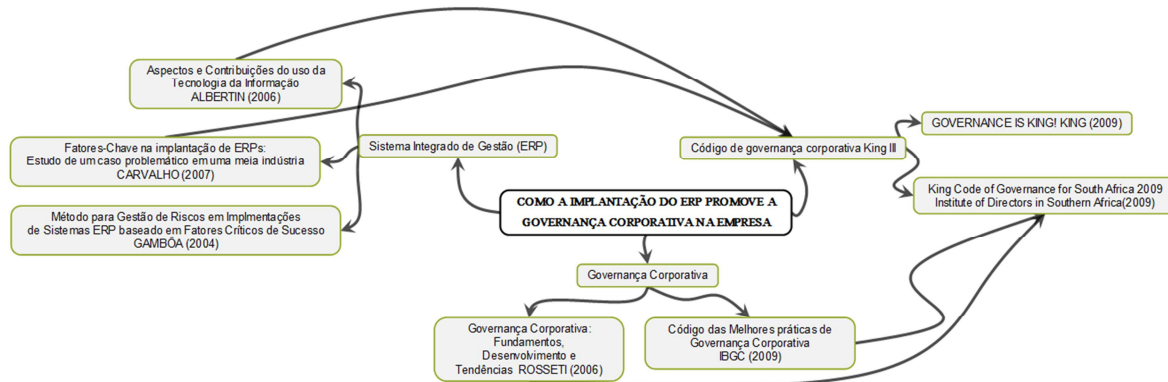 Aspectos e Contribuições do uso da
Tecnologia da Informação
ALBERTIN (2006)
Fatores-Chave na implantação de ERPs:
Estudo de um caso problemático em uma meia indústria
CARVALHO (2007)
Método para Gestão de Riscos em Implmentações
de Sistemas ERP baseado em Fatores Críticos de Sucesso
GAMBÔA (2004)
Sistema Integrado de Gestão (ERP)
COMO A IMPLANTAÇÃO DO ERP PROMOVE A
GOVERNANÇA CORPORATIVA NA EMPRESA
Código de governança corporativa King III
GOVERNANCE IS KING! KING (2009)
King Code of Governance for South Africa 2009
Institute of Directors in Southern Africa(2009)
Governança Corporativa
Governança Corporativa:
Fundamentos,
Desenvolvimento e
Tendências ROSSETI (2006)
Código das Melhores práticas de
Governança Corporativa
IBGC (2009)